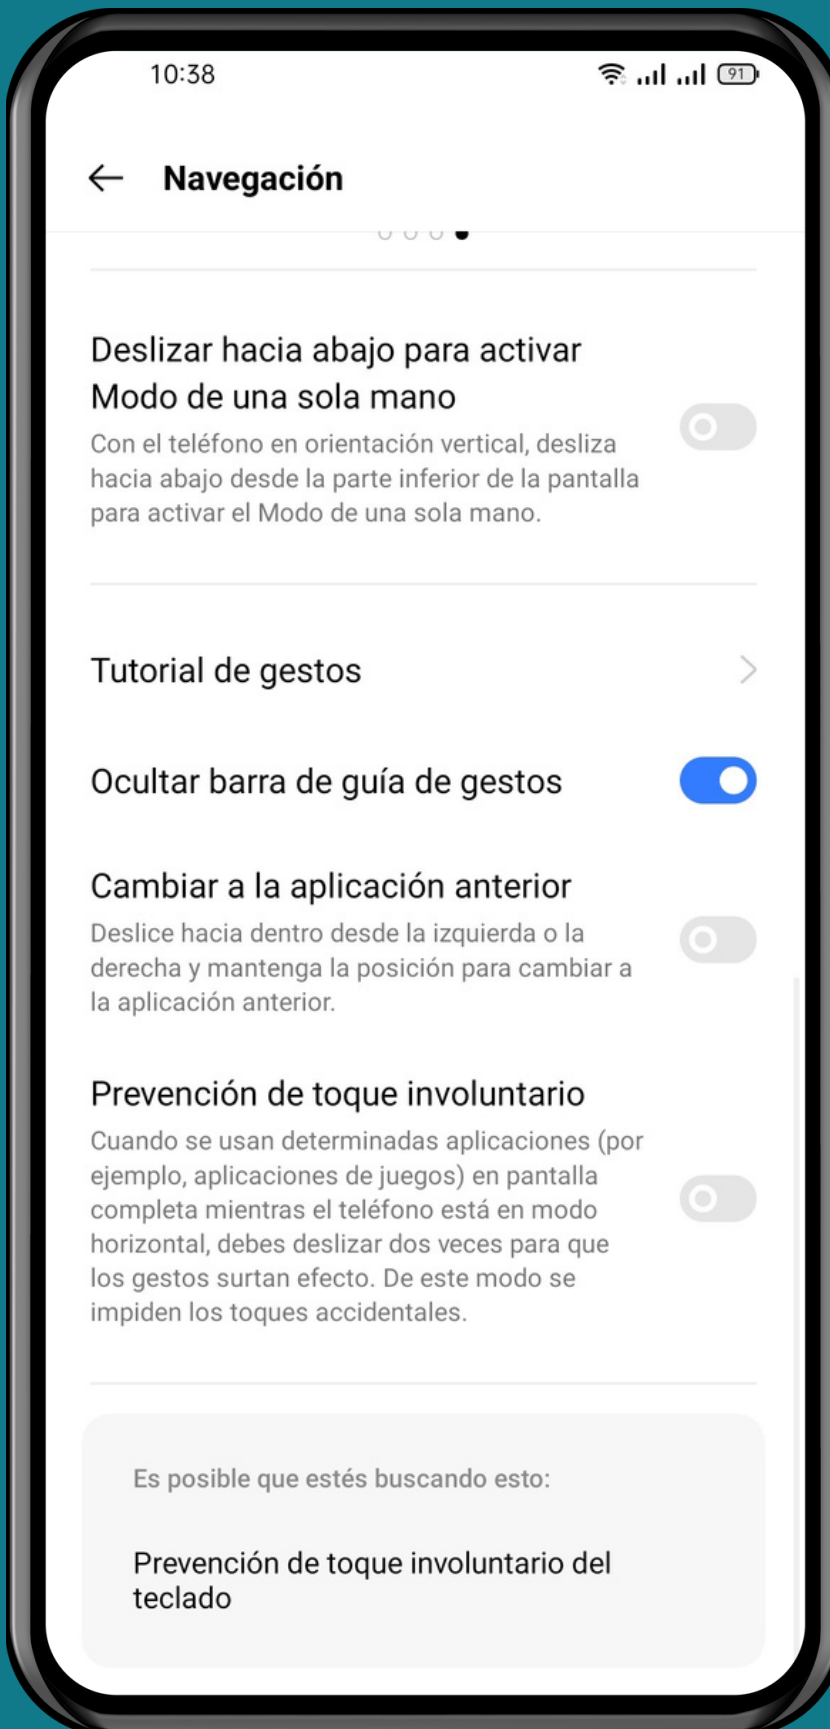 10:38
91
Navegación
Deslizar hacia abajo para activar
Modo de una sola mano
Con el teléfono en orientación vertical, desliza
hacia abajo desde la parte inferior de la pantalla
para activar el Modo de una sola mano.
Tutorial de gestos
Ocultar barra de guía de gestos
Cambiar a la aplicación anterior
Deslice hacia dentro desde la izquierda o la
derecha y mantenga la posición para cambiar a
la aplicación anterior.
Prevención de toque involuntario
Cuando se usan determinadas aplicaciones (por
ejemplo, aplicaciones de juegos) en pantalla
completa mientras el teléfono está en modo
horizontal, debes deslizar dos veces para que
los gestos surtan efecto. De este modo se
impiden los toques accidentales.
Es posible que estés buscando esto:
Prevención de toque involuntario del
teclado